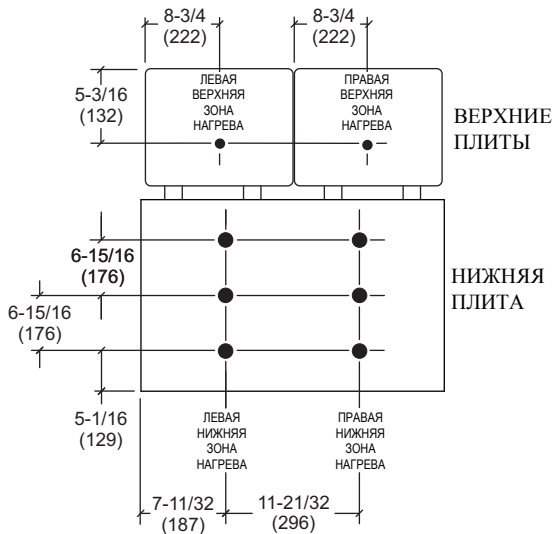 8-3/4
(222)
8-3/4
(222)
5-3/16
(132)
ЛЕВАЯ
ВЕРХНЯЯ
ЗОНА
НАГРЕВА
ПРАВАЯ
ВЕРХНЯЯ
ЗОНА
НАГРЕВА
ВЕРХНИЕ
ПЛИТЫ
6-15/16
(176)
6-15/16
(176)
НИЖНЯЯ
ПЛИТА
5-1/16
(129)
ЛЕВАЯ
НИЖНЯЯ
ЗОНА
НАГРЕВА
ПРАВАЯ
НИЖНЯЯ
ЗОНА
НАГРЕВА
7-11/32
(187)
11-21/32
(296)